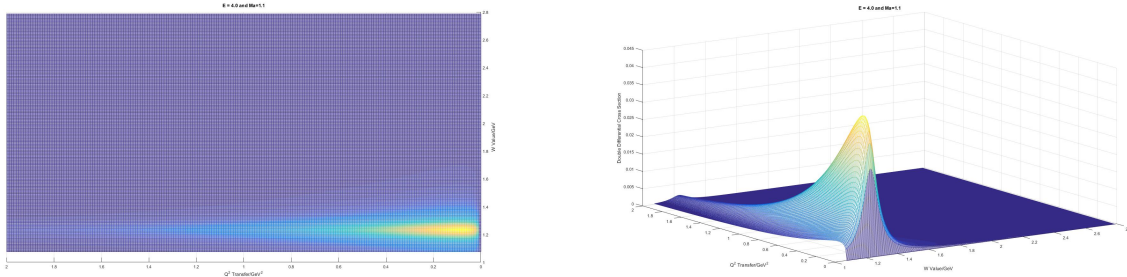 E = 4.0 and Ma=1.1
2.8
2.6
2.4
2.2
2
1.8
1.6
1.4
1.2
W Value/GeV
2 1.8 1.6 1.4 1.2 1 0.8 0.6 0.4 0.2 0
Q² Transfer/GeV²
E = 4.0 and Ma=1.1
0.045
0.04
0.035
0.03
0.025
0.02
0.015
0.01
0.005
0
Double Differential Cross Section
2 1.8 1.6 1.4 1.2 1 0.8 0.6 0.4 0.2 0
Q² Transfer/GeV²
1 1.2 1.4 1.6 1.8 2 2.2 2.4 2.6
W Value/GeV